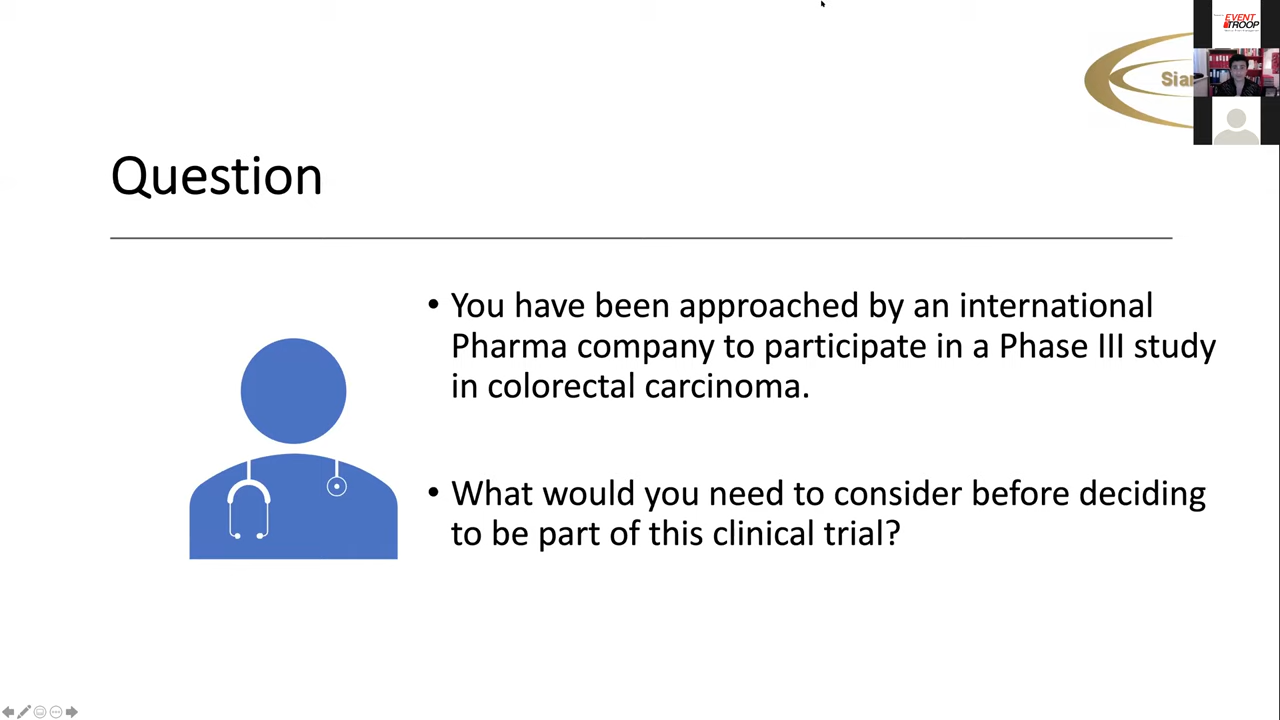 EVENT
TROOP
Question
• You have been approached by an international
Pharma company to participate in a Phase III study
in colorectal carcinoma.
• What would you need to consider before deciding
to be part of this clinical trial?